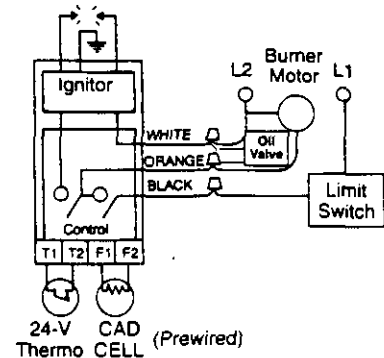 Burner
L2 Motor L1
Ignitor
WHITE
Oil
Valve
ORANGE
BLACK
Limit
Switch
Control
T1 T2 F1 F2
24-V CAD
Thermo CELL (Prewired)